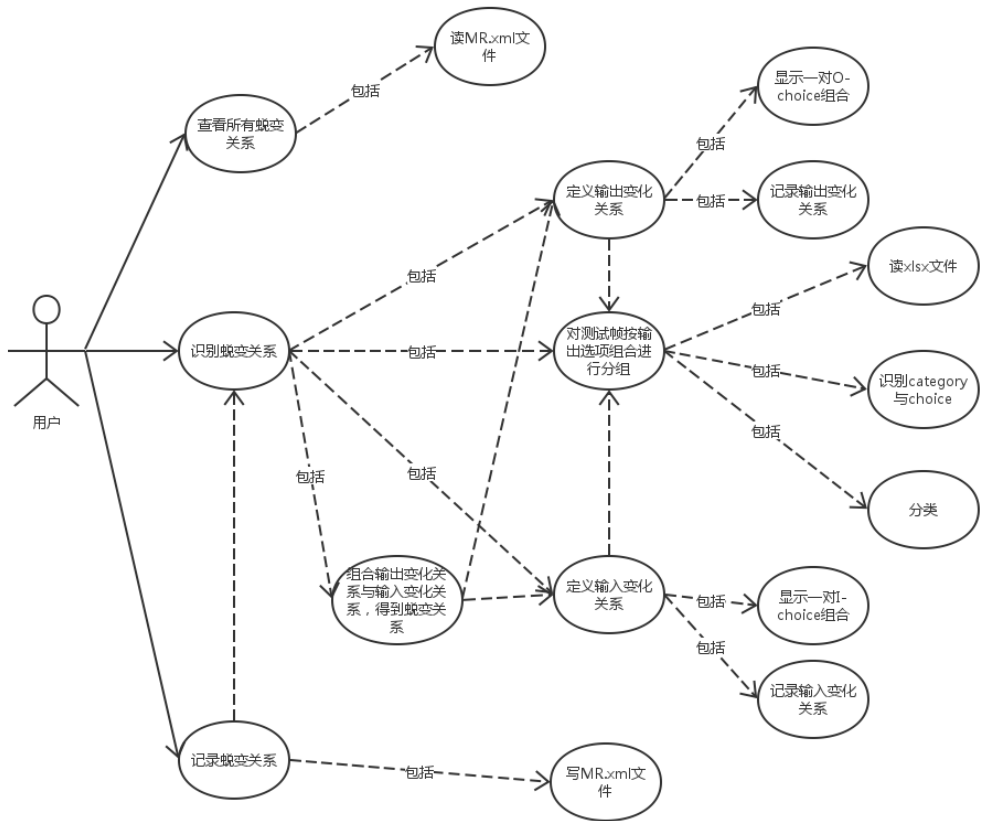 读MR.xml文
件
显示一对O-
choice组合
包括
查看所有蜕变
关系
包括
定义输出变化
关系
包括
记录输出变化
关系
包括
读xlsx文件
包括
用户
识别蜕变关系
包括
对测试帧按输
出选项组合进
行分组
包括
识别category
与choice
包括
包括
包括
分类
组合输出变化关
系与输入变化关
系，得到蜕变关
系
定义输入变化
关系
包括
显示一对I-
choice组合
包括
记录输入变化
关系
记录蜕变关系
包括
写MR.xml文
件